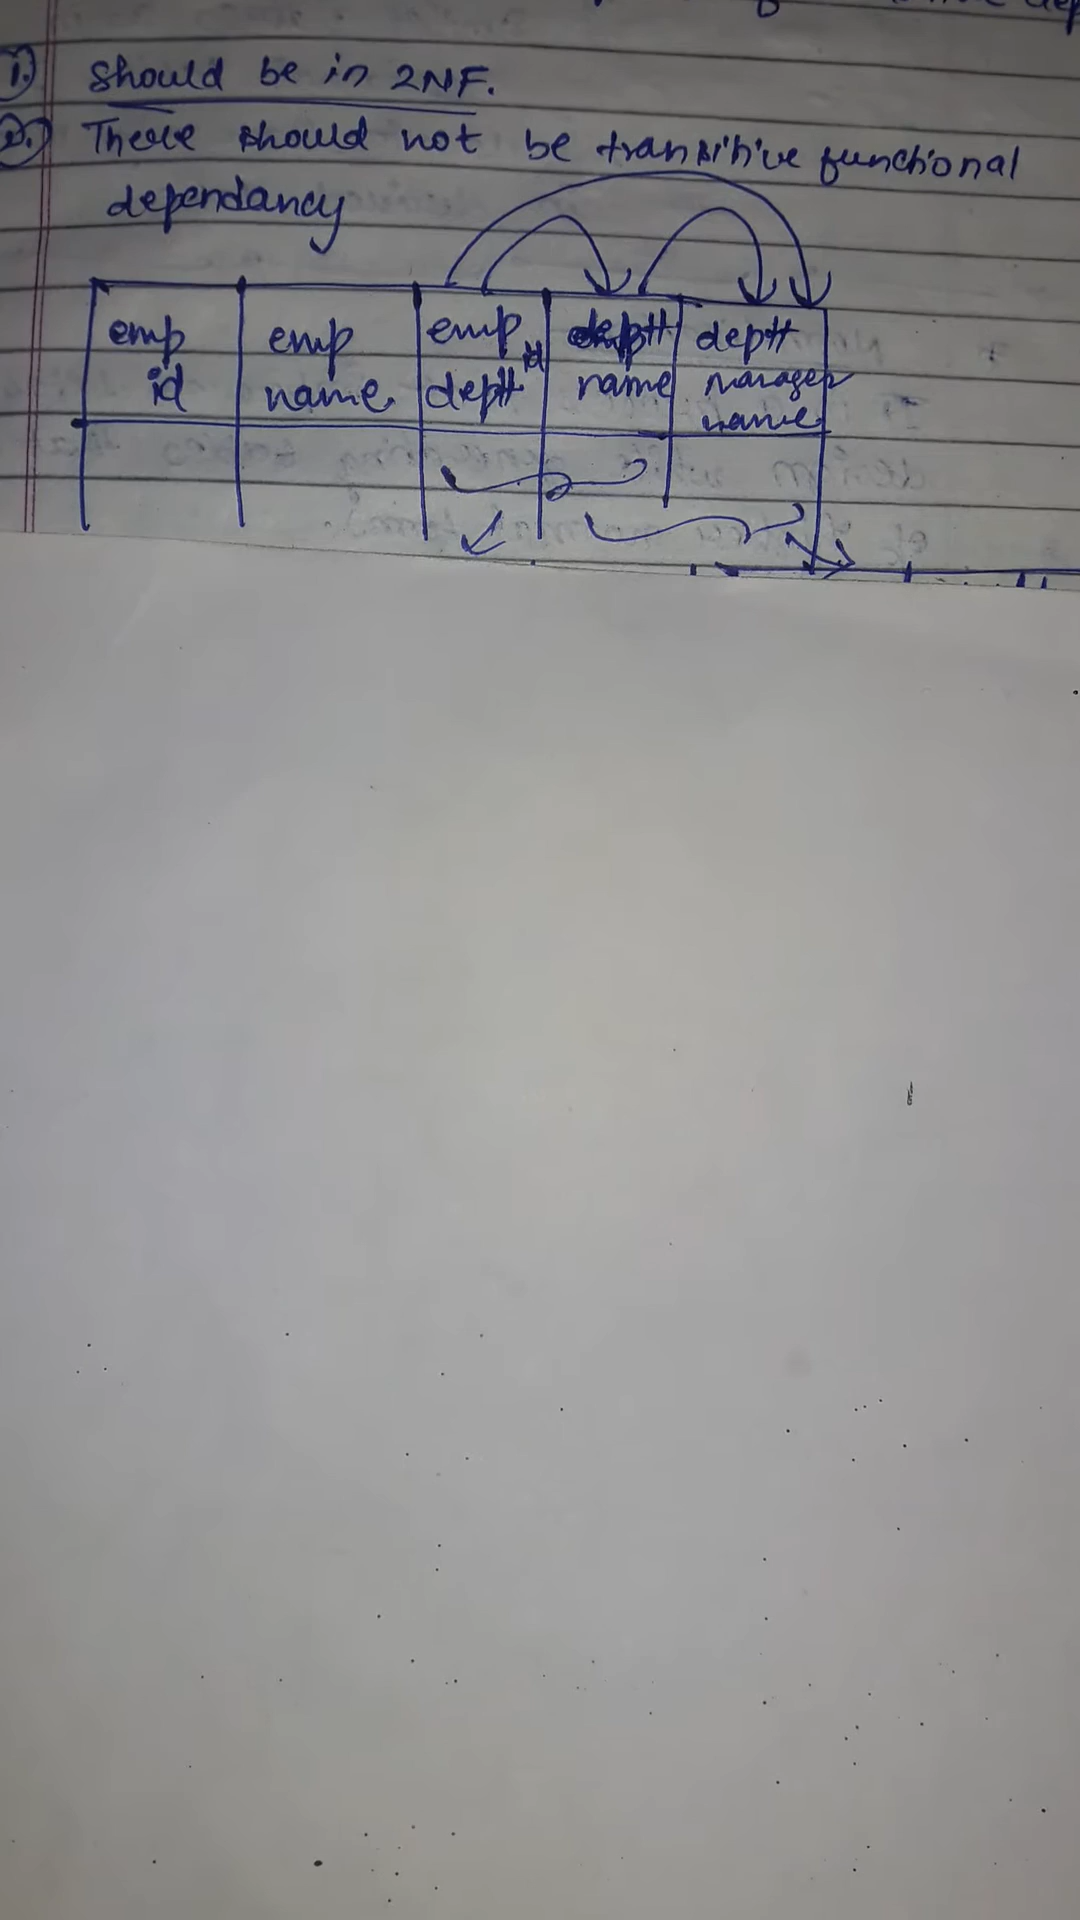 1.) Should be in 2NF.
2.) There should not be transitive functional
dependancy
emp id
emp name
emp deptt id
deptt name
deptt manager name